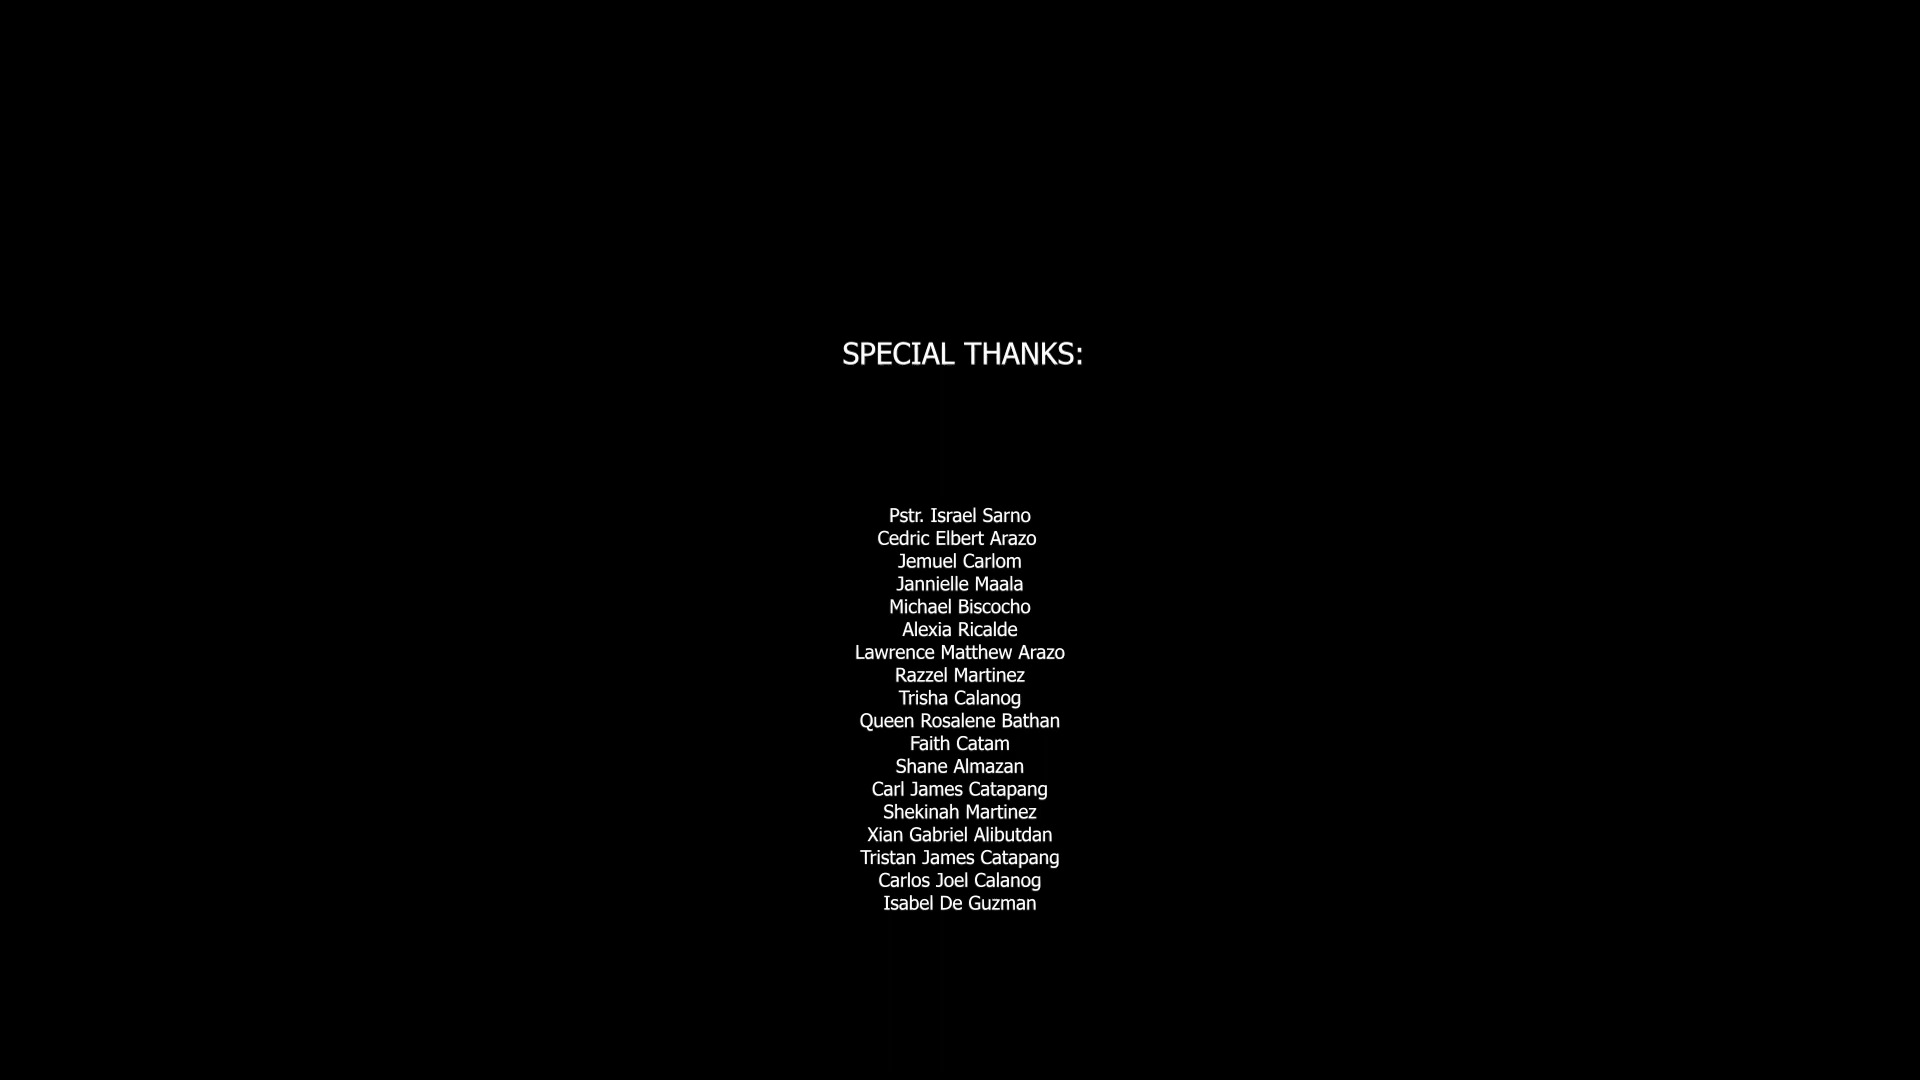 SPECIAL THANKS:
Pstr. Israel Sarno
Cedric Elbert Arazo
Jemuel Carlom
Jannielle Maala
Michael Biscocho
Alexia Ricalde
Lawrence Matthew Arazo
Razzel Martinez
Trisha Calanog
Queen Rosalene Bathan
Faith Catam
Shane Almazan
Carl James Catapang
Shekinah Martinez
Xian Gabriel Alibutdan
Tristan James Catapang
Carlos Joel Calanog
Isabel De Guzman